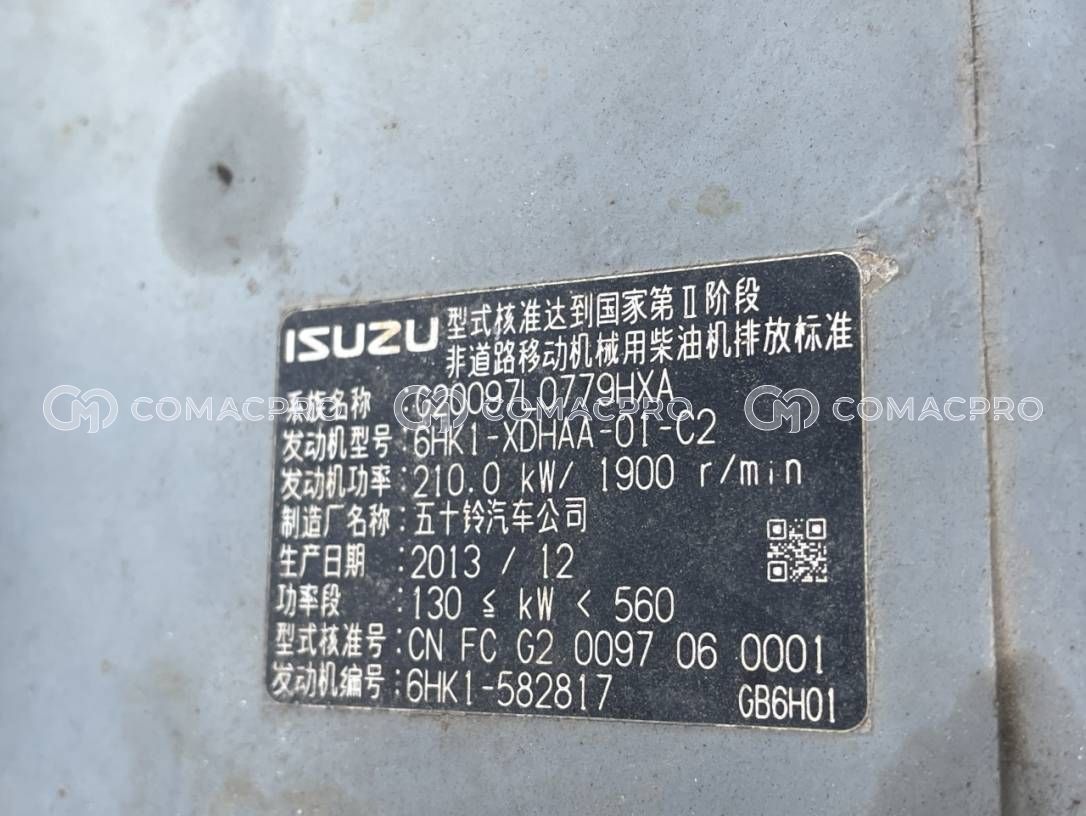 ISUZU 型式核准达到国家第Ⅱ阶段
非道路移动机械用柴油机排放标准
系族名称:G20097L0779HXA
发动机型号:6HK1-XDHAA-01-C2
发动机功率:210.0 kW/ 1900 r/min
制造厂名称:五十铃汽车公司
生产日期:2013 / 12
功率段:130 ≦ kW < 560
型式核准号:CN FC G2 0097 06 0001
发动机编号:6HK1-582817
GB6H01
COMACPRO COMACPRO COMACPRO COMACPRO